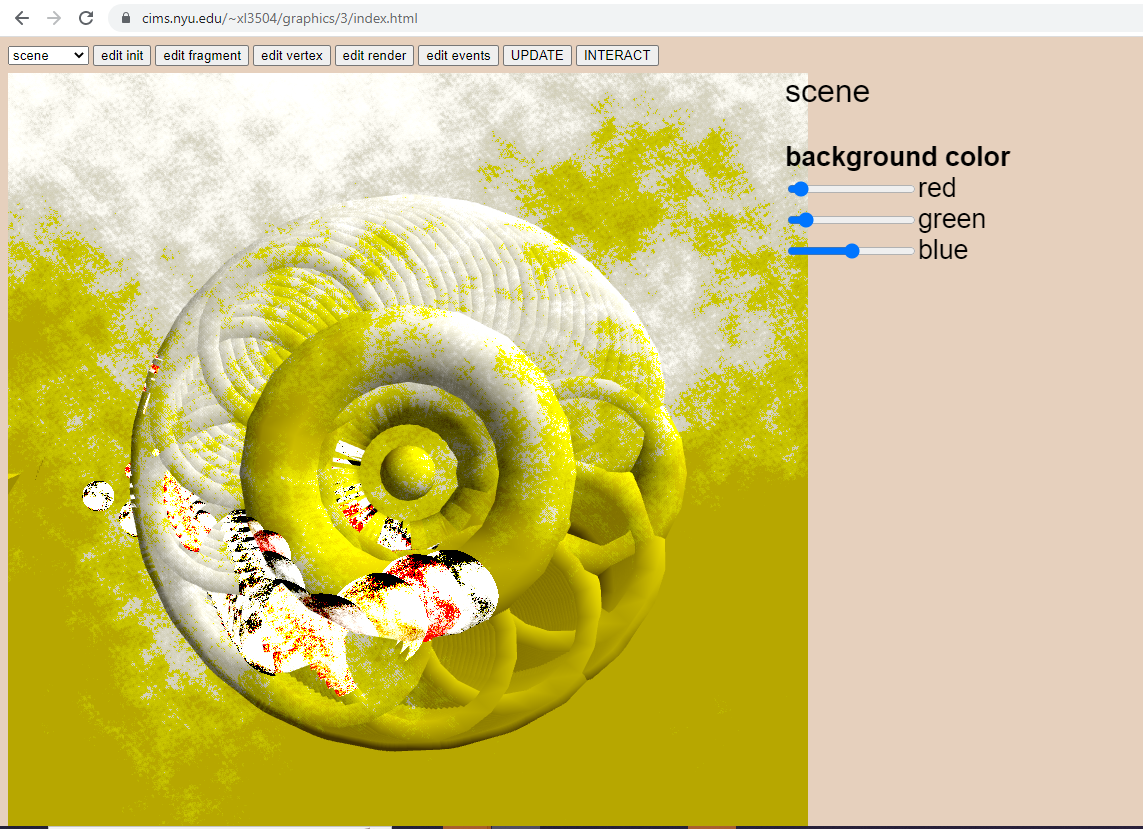 cims.nyu.edu/~xl3504/graphics/3/index.html
scene edit init edit fragment edit vertex edit render edit events UPDATE INTERACT
scene
background color
red
green
blue